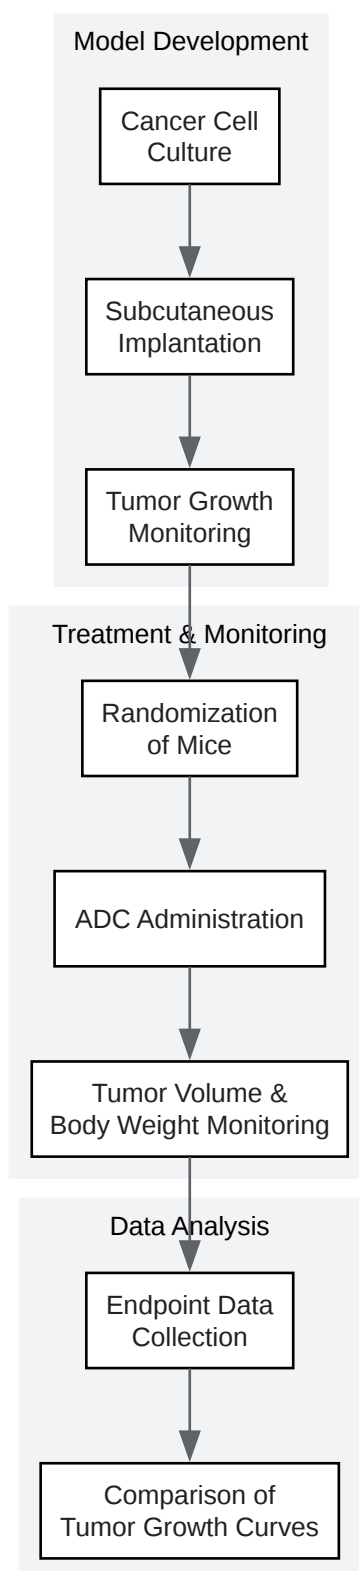 Model Development
Cancer Cell
Culture
Subcutaneous
Implantation
Tumor Growth
Monitoring
Treatment & Monitoring
Randomization
of Mice
ADC Administration
Tumor Volume &
Body Weight Monitoring
Data Analysis
Endpoint Data
Collection
Comparison of
Tumor Growth Curves